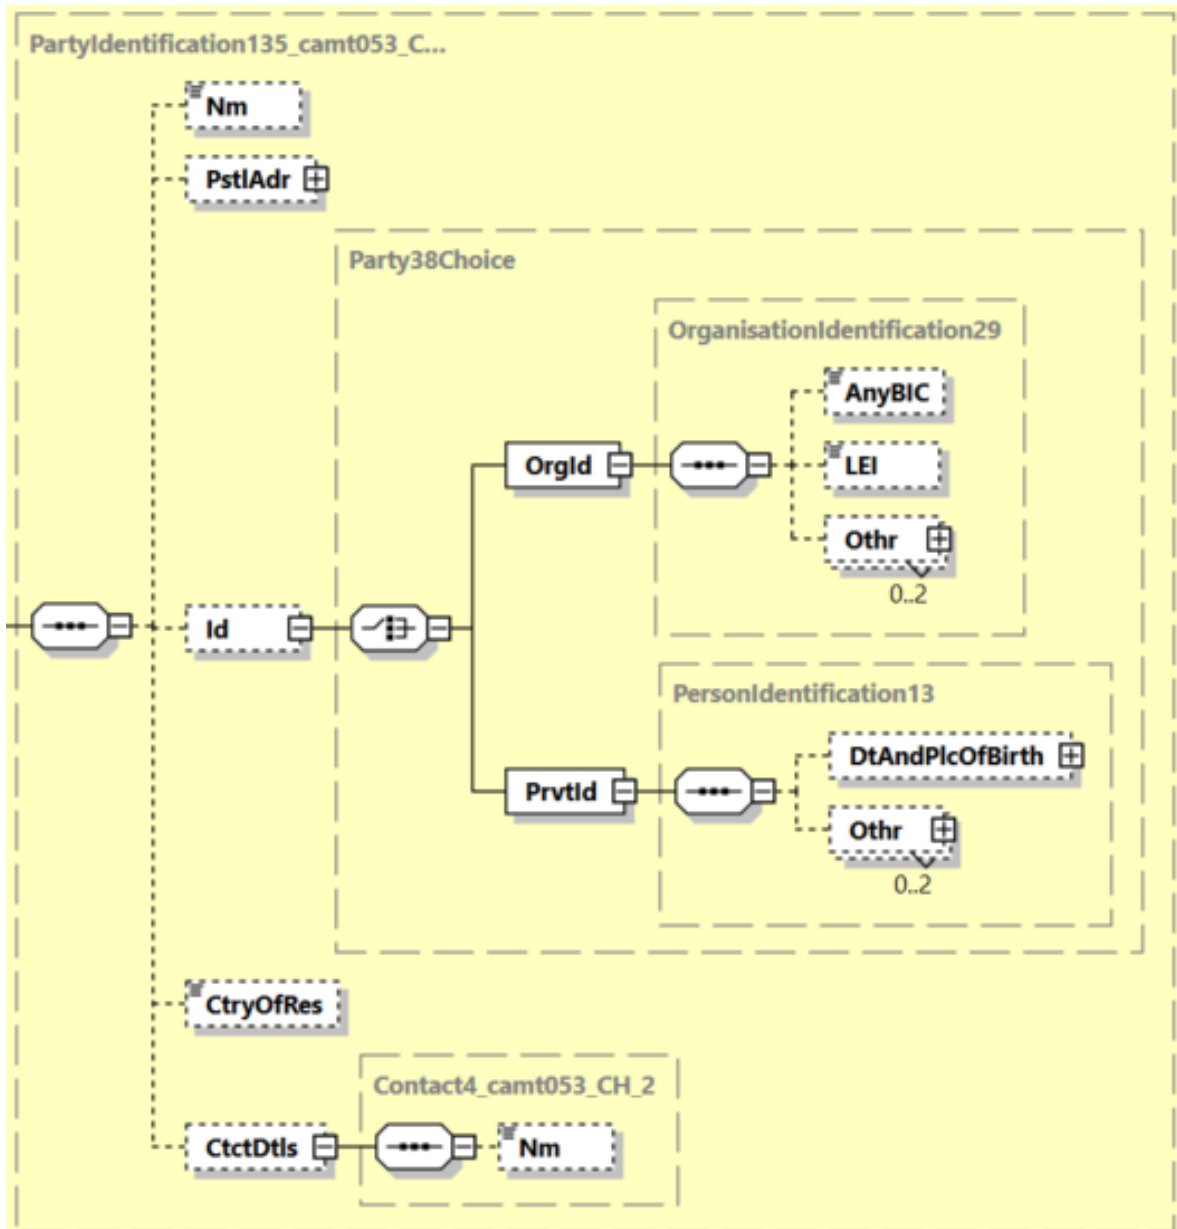 PartyIdentification135_camt053_C...
Nm
PstlAdr
Party38Choice
OrganisationIdentification29
AnyBIC
OrgId
LEI
Othr
0..2
Id
PersonIdentification13
DtAndPlcOfBirth
PrvtId
Othr
0..2
CtryOfRes
Contact4_camt053_CH_2
CtctDtls
Nm